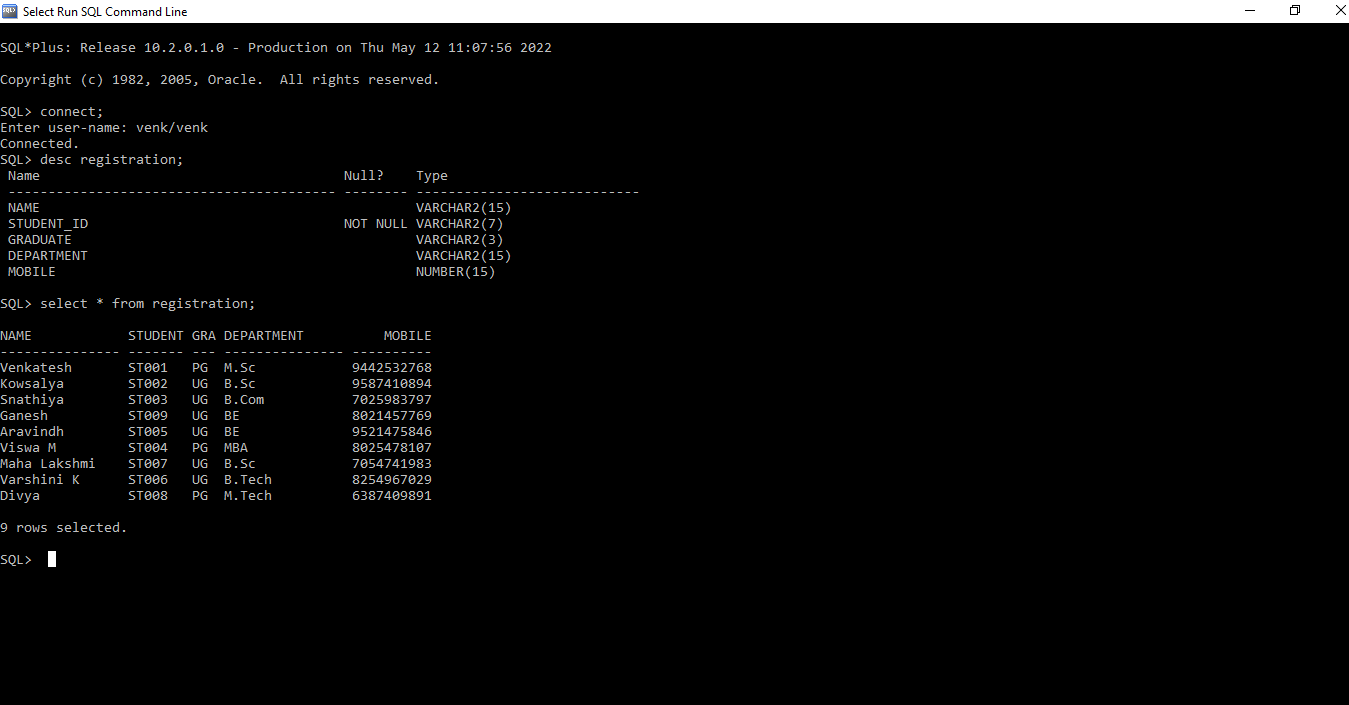 Select Run SQL Command Line
SQL*Plus: Release 10.2.0.1.0 - Production on Thu May 12 11:07:56 2022
Copyright (c) 1982, 2005, Oracle.  All rights reserved.
SQL> connect;
Enter user-name: venk/venk
Connected.
SQL> desc registration;
 Name                                      Null?    Type
 ----------------------------------------- -------- ----------------------------
 NAME                                               VARCHAR2(15)
 STUDENT_ID                                NOT NULL VARCHAR2(7)
 GRADUATE                                           VARCHAR2(3)
 DEPARTMENT                                         VARCHAR2(15)
 MOBILE                                             NUMBER(15)
SQL> select * from registration;
NAME            STUDENT GRA DEPARTMENT          MOBILE
--------------- ------- --- --------------- ----------
Venkatesh       ST001   PG  M.Sc            9442532768
Kowsalya        ST002   UG  B.Sc            9587410894
Snathiya        ST003   UG  B.Com           7025983797
Ganesh          ST009   UG  BE              8021457769
Aravindh        ST005   UG  BE              9521475846
Viswa M         ST004   PG  MBA             8025478107
Maha Lakshmi    ST007   UG  B.Sc            7054741983
Varshini K      ST006   UG  B.Tech          8254967029
Divya           ST008   PG  M.Tech          6387409891
9 rows selected.
SQL>